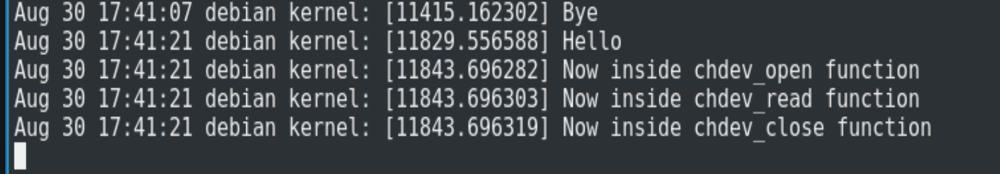 Aug 30 17:41:07 debian kernel: [11415.162302] Bye
Aug 30 17:41:21 debian kernel: [11829.556588] Hello
Aug 30 17:41:21 debian kernel: [11843.696282] Now inside chdev_open function
Aug 30 17:41:21 debian kernel: [11843.696303] Now inside chdev_read function
Aug 30 17:41:21 debian kernel: [11843.696319] Now inside chdev_close function